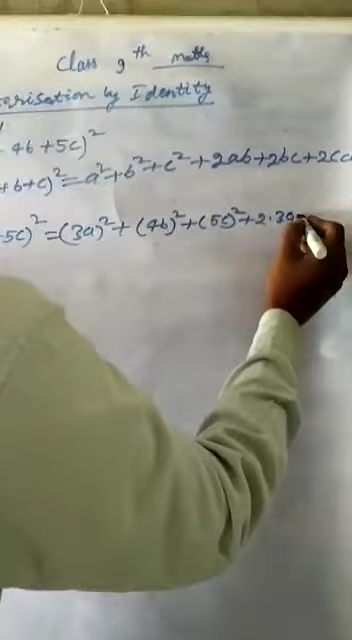 Class 9th maths
arisation by Identity
4b + 5c)²
+b+c)² = a² + b² + c² + 2ab + 2bc + 2ca
5c)² = (3a)² + (4b)² + (5c)² + 2·3a